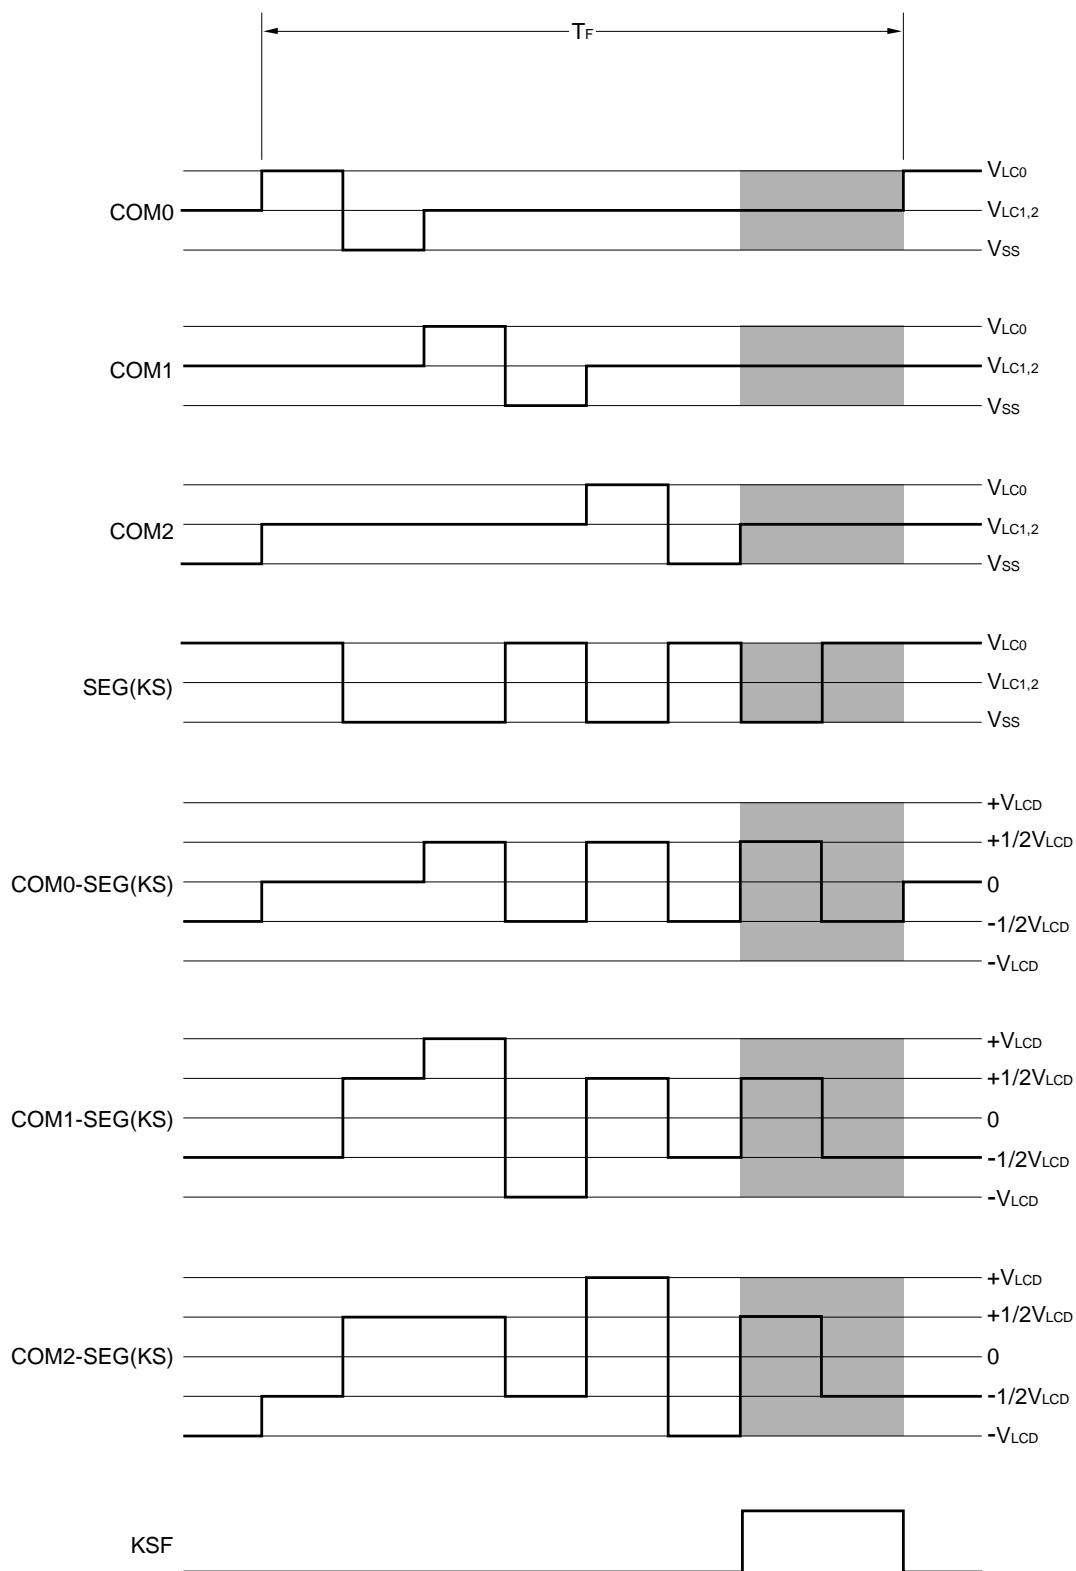 TF
VLC0
COM0
VLC1,2
VSS
VLC0
COM1
VLC1,2
VSS
VLC0
COM2
VLC1,2
VSS
VLC0
SEG(KS)
VLC1,2
VSS
+VLCD
+1/2VLCD
COM0-SEG(KS)
0
-1/2VLCD
-VLCD
+VLCD
+1/2VLCD
COM1-SEG(KS)
0
-1/2VLCD
-VLCD
+VLCD
+1/2VLCD
COM2-SEG(KS)
0
-1/2VLCD
-VLCD
KSF